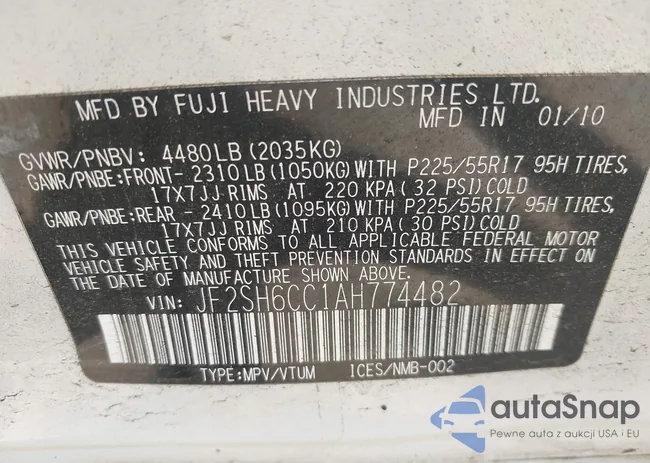 MFD BY FUJI HEAVY INDUSTRIES LTD.
MFD IN 01/10
GVWR/PNBV: 4480LB (2035KG)
GAWR/PNBE:FRONT- 2310LB (1050KG)WITH P225/55R17 95H TIRES,
17X7JJ RIMS AT 220 KPA( 32 PSI)COLD
GAWR/PNBE:REAR - 2410LB (1095KG)WITH P225/55R17 95H TIRES,
17X7JJ RIMS AT 210 KPA( 30 PSI)COLD
THIS VEHICLE CONFORMS TO ALL APPLICABLE FEDERAL MOTOR
VEHICLE SAFETY AND THEFT PREVENTION STANDARDS IN EFFECT ON
THE DATE OF MANUFACTURE SHOWN ABOVE.
VIN: JF2SH6CC1AH774482
TYPE:MPV/VTUM ICES/NMB-002
autaSnap
Pewne auta z aukcji USA i EU